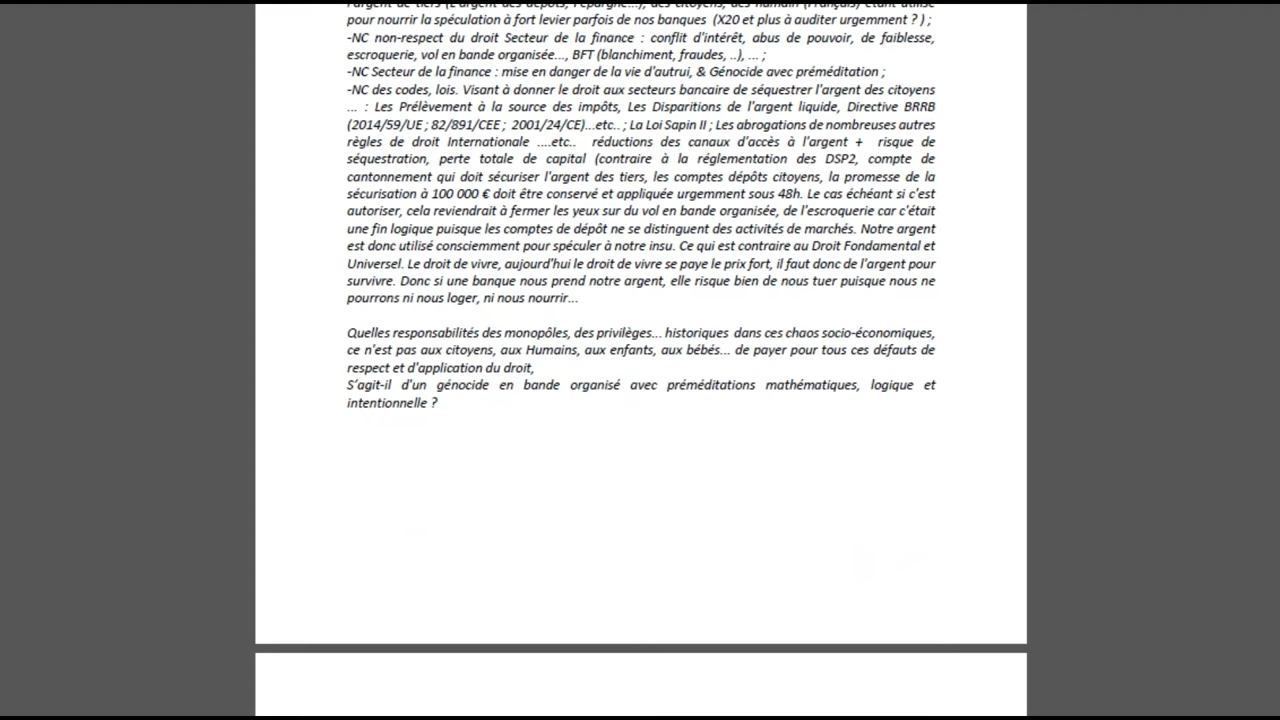 l'argent de tiers (L'argent des dépôts, l'épargne...), des citoyens, des humain (Français) étant utilisé
pour nourrir la spéculation à fort levier parfois de nos banques (X20 et plus à auditer urgemment ? ) ;
-NC non-respect du droit Secteur de la finance : conflit d'intérêt, abus de pouvoir, de faiblesse,
escroquerie, vol en bande organisée..., BFT (blanchiment, fraudes, ..), ... ;
-NC Secteur de la finance : mise en danger de la vie d'autrui, & Génocide avec préméditation ;
-NC des codes, lois. Visant à donner le droit aux secteurs bancaire de séquestrer l'argent des citoyens
... : Les Prélèvement à la source des impôts, Les Disparitions de l'argent liquide, Directive BRRB
(2014/59/UE ; 82/891/CEE ; 2001/24/CE)...etc.. ; La Loi Sapin II ; Les abrogations de nombreuses autres
règles de droit Internationale ....etc.. réductions des canaux d'accès à l'argent + risque de
séquestration, perte totale de capital (contraire à la réglementation des DSP2, compte de
cantonnement qui doit sécuriser l'argent des tiers, les comptes dépôts citoyens, la promesse de la
sécurisation à 100 000 € doit être conservé et appliquée urgemment sous 48h. Le cas échéant si c'est
autoriser, cela reviendrait à fermer les yeux sur du vol en bande organisée, de l'escroquerie car c'était
une fin logique puisque les comptes de dépôt ne se distinguent des activités de marchés. Notre argent
est donc utilisé consciemment pour spéculer à notre insu. Ce qui est contraire au Droit Fondamental et
Universel. Le droit de vivre, aujourd'hui le droit de vivre se paye le prix fort, il faut donc de l'argent pour
survivre. Donc si une banque nous prend notre argent, elle risque bien de nous tuer puisque nous ne
pourrons ni nous loger, ni nous nourrir...
Quelles responsabilités des monopôles, des privilèges... historiques dans ces chaos socio-économiques,
ce n'est pas aux citoyens, aux Humains, aux enfants, aux bébés... de payer pour tous ces défauts de
respect et d'application du droit,
S'agit-il d'un génocide en bande organisé avec préméditations mathématiques, logique et
intentionnelle ?